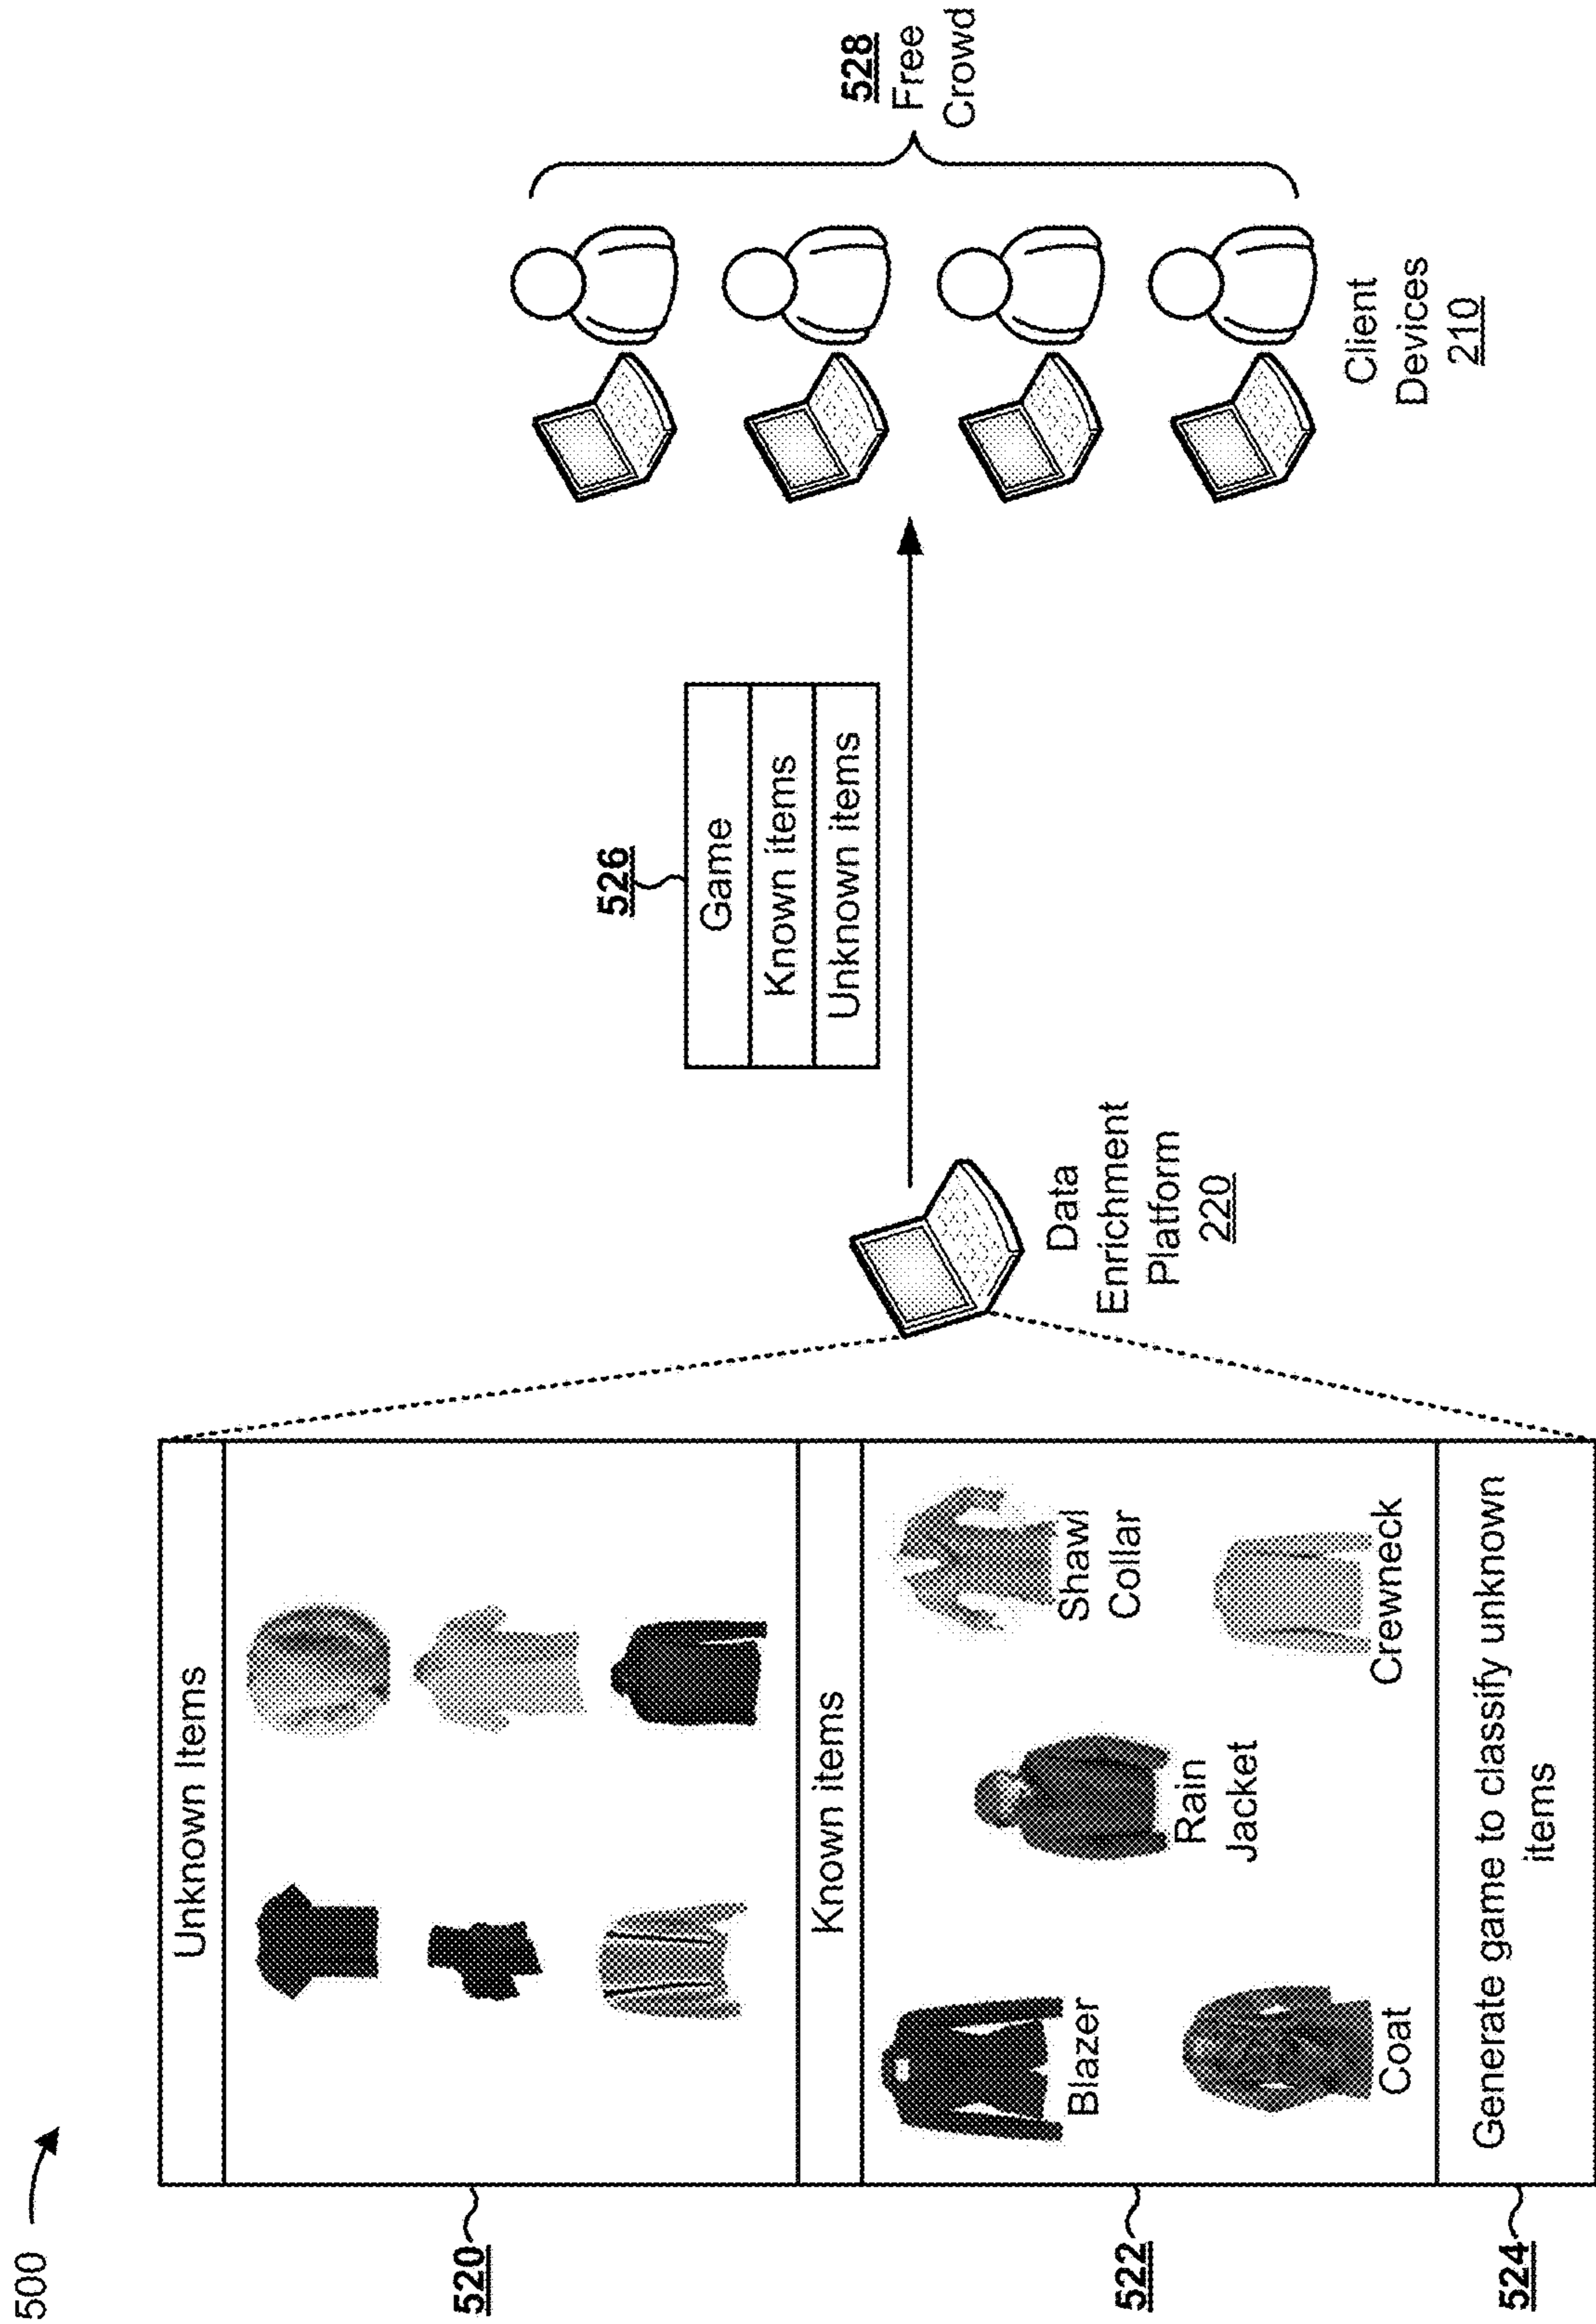 500
520
522
524
Unknown Items
Known items
Blazer
Rain
Jacket
Shawl
Collar
Coat
Crewneck
Generate game to classify unknown
items
Data
Enrichment
Platform
220
526
Game
Known items
Unknown items
Client
Devices
210
528
Free
Crowd